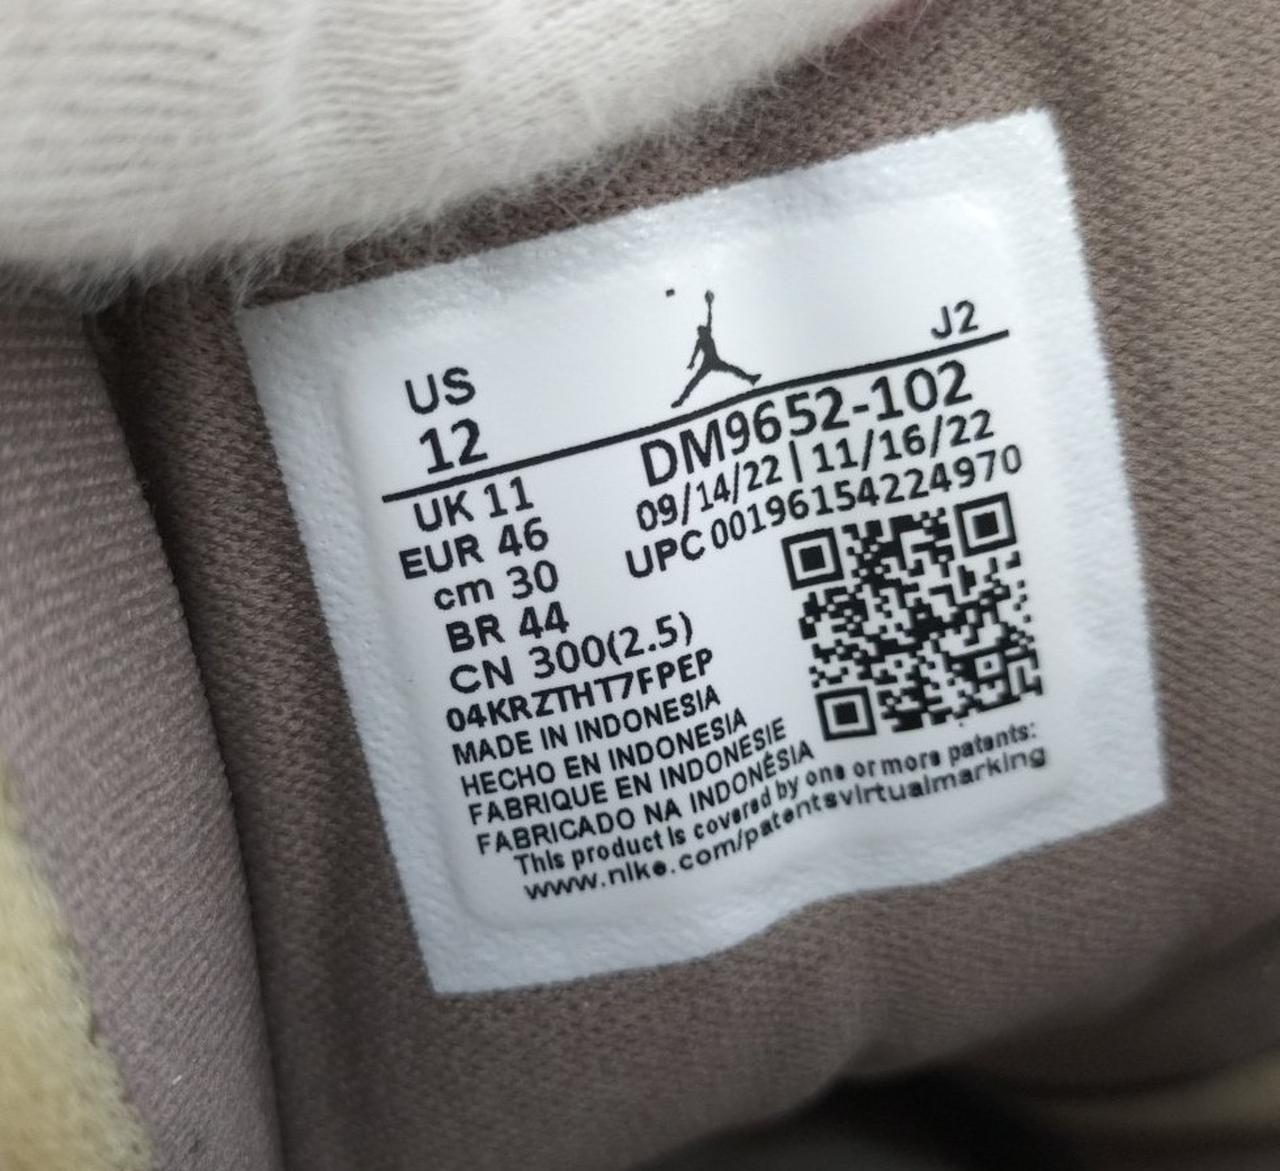 US
12
J2
DM9652-102
09/14/22 | 11/16/22
UPC 00196154224970
UK 11
EUR 46
cm 30
BR 44
CN 300(2.5)
04KRZTHT7FPEP
MADE IN INDONESIA
HECHO EN INDONESIA
FABRIQUE EN INDONESIE
FABRICADO NA INDONÉSIA
This product is covered by one or more patents:
www.nike.com/patentsvirtualmarking